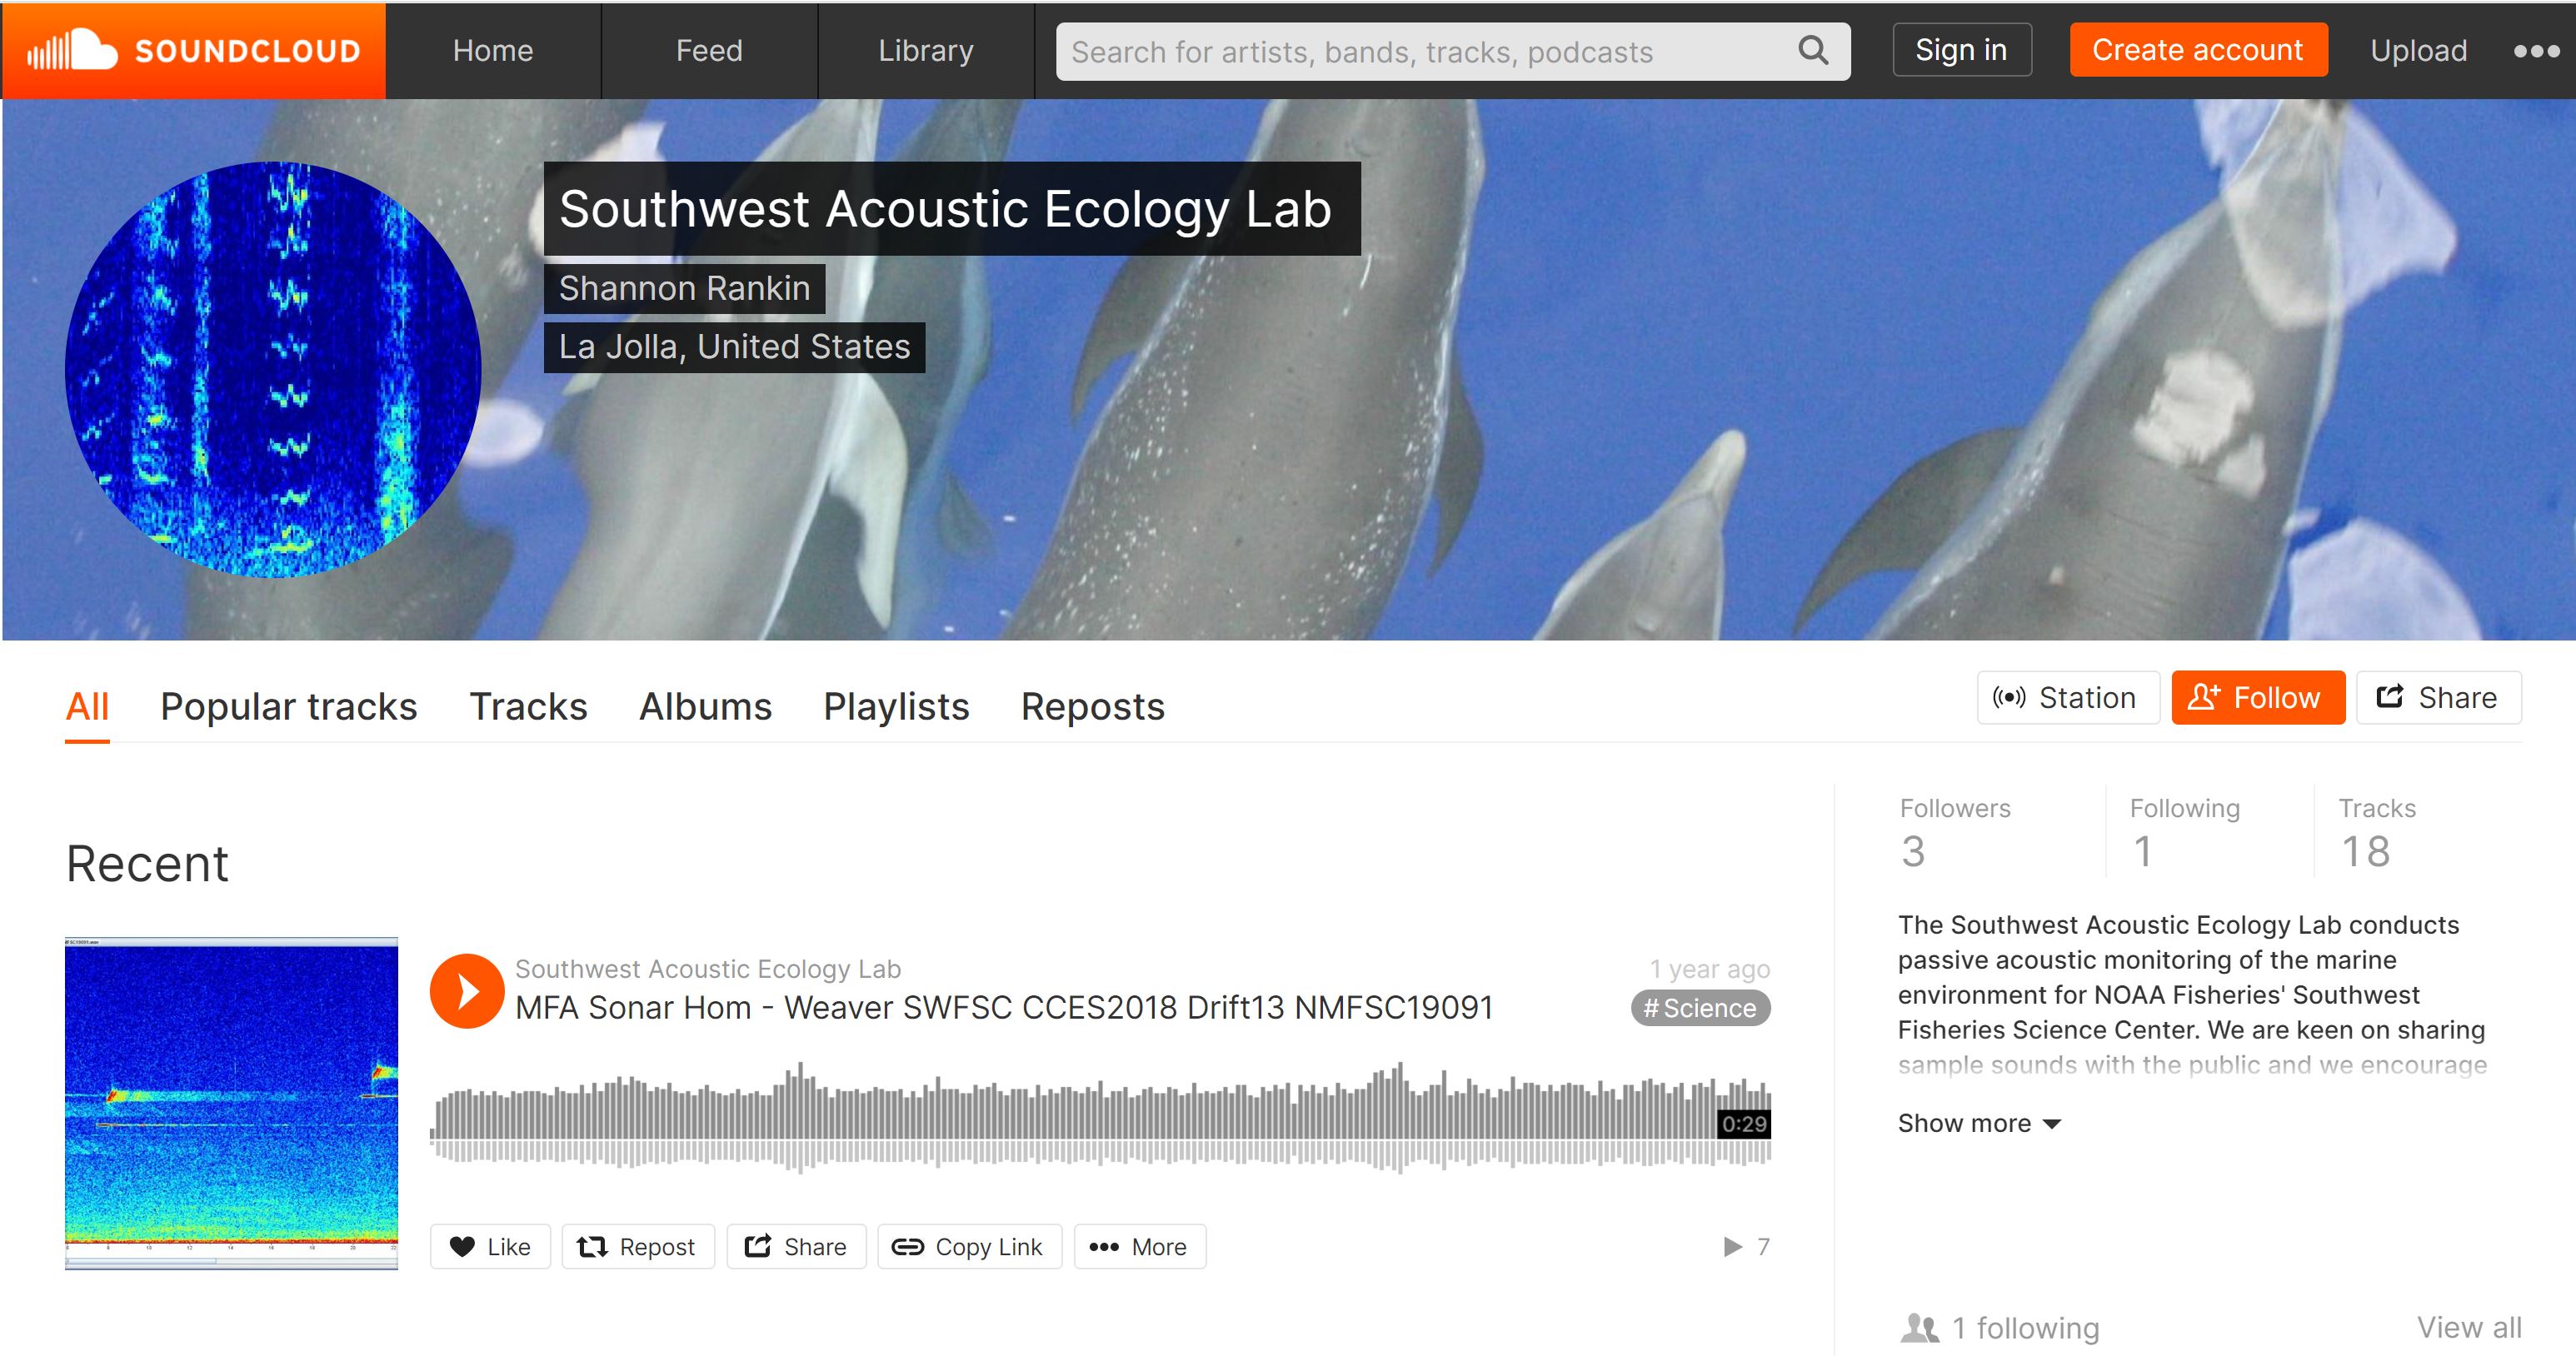 SOUNDCLOUD
Home
Feed
Library
Search for artists, bands, tracks, podcasts
Sign in
Create account
Upload
Southwest Acoustic Ecology Lab
Shannon Rankin
La Jolla, United States
All
Popular tracks
Tracks
Albums
Playlists
Reposts
Station
Follow
Share
Recent
Southwest Acoustic Ecology Lab
1 year ago
MFA Sonar Hom - Weaver SWFSC CCES2018 Drift13 NMFSC19091
# Science
0:29
Like
Repost
Share
Copy Link
More
7
Followers
3
Following
1
Tracks
18
The Southwest Acoustic Ecology Lab conducts
passive acoustic monitoring of the marine
environment for NOAA Fisheries' Southwest
Fisheries Science Center. We are keen on sharing
sample sounds with the public and we encourage
Show more
1 following
View all